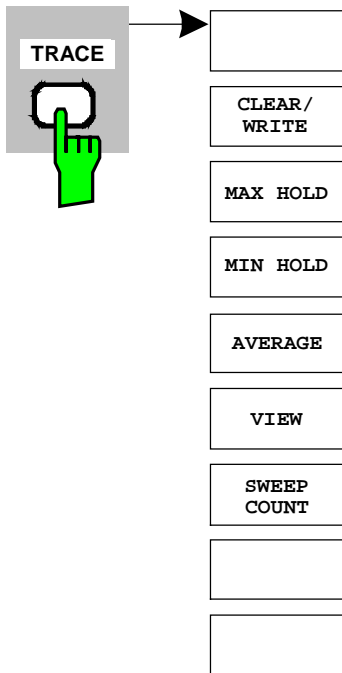 TRACE
CLEAR/
WRITE
MAX HOLD
MIN HOLD
AVERAGE
VIEW
SWEEP
COUNT